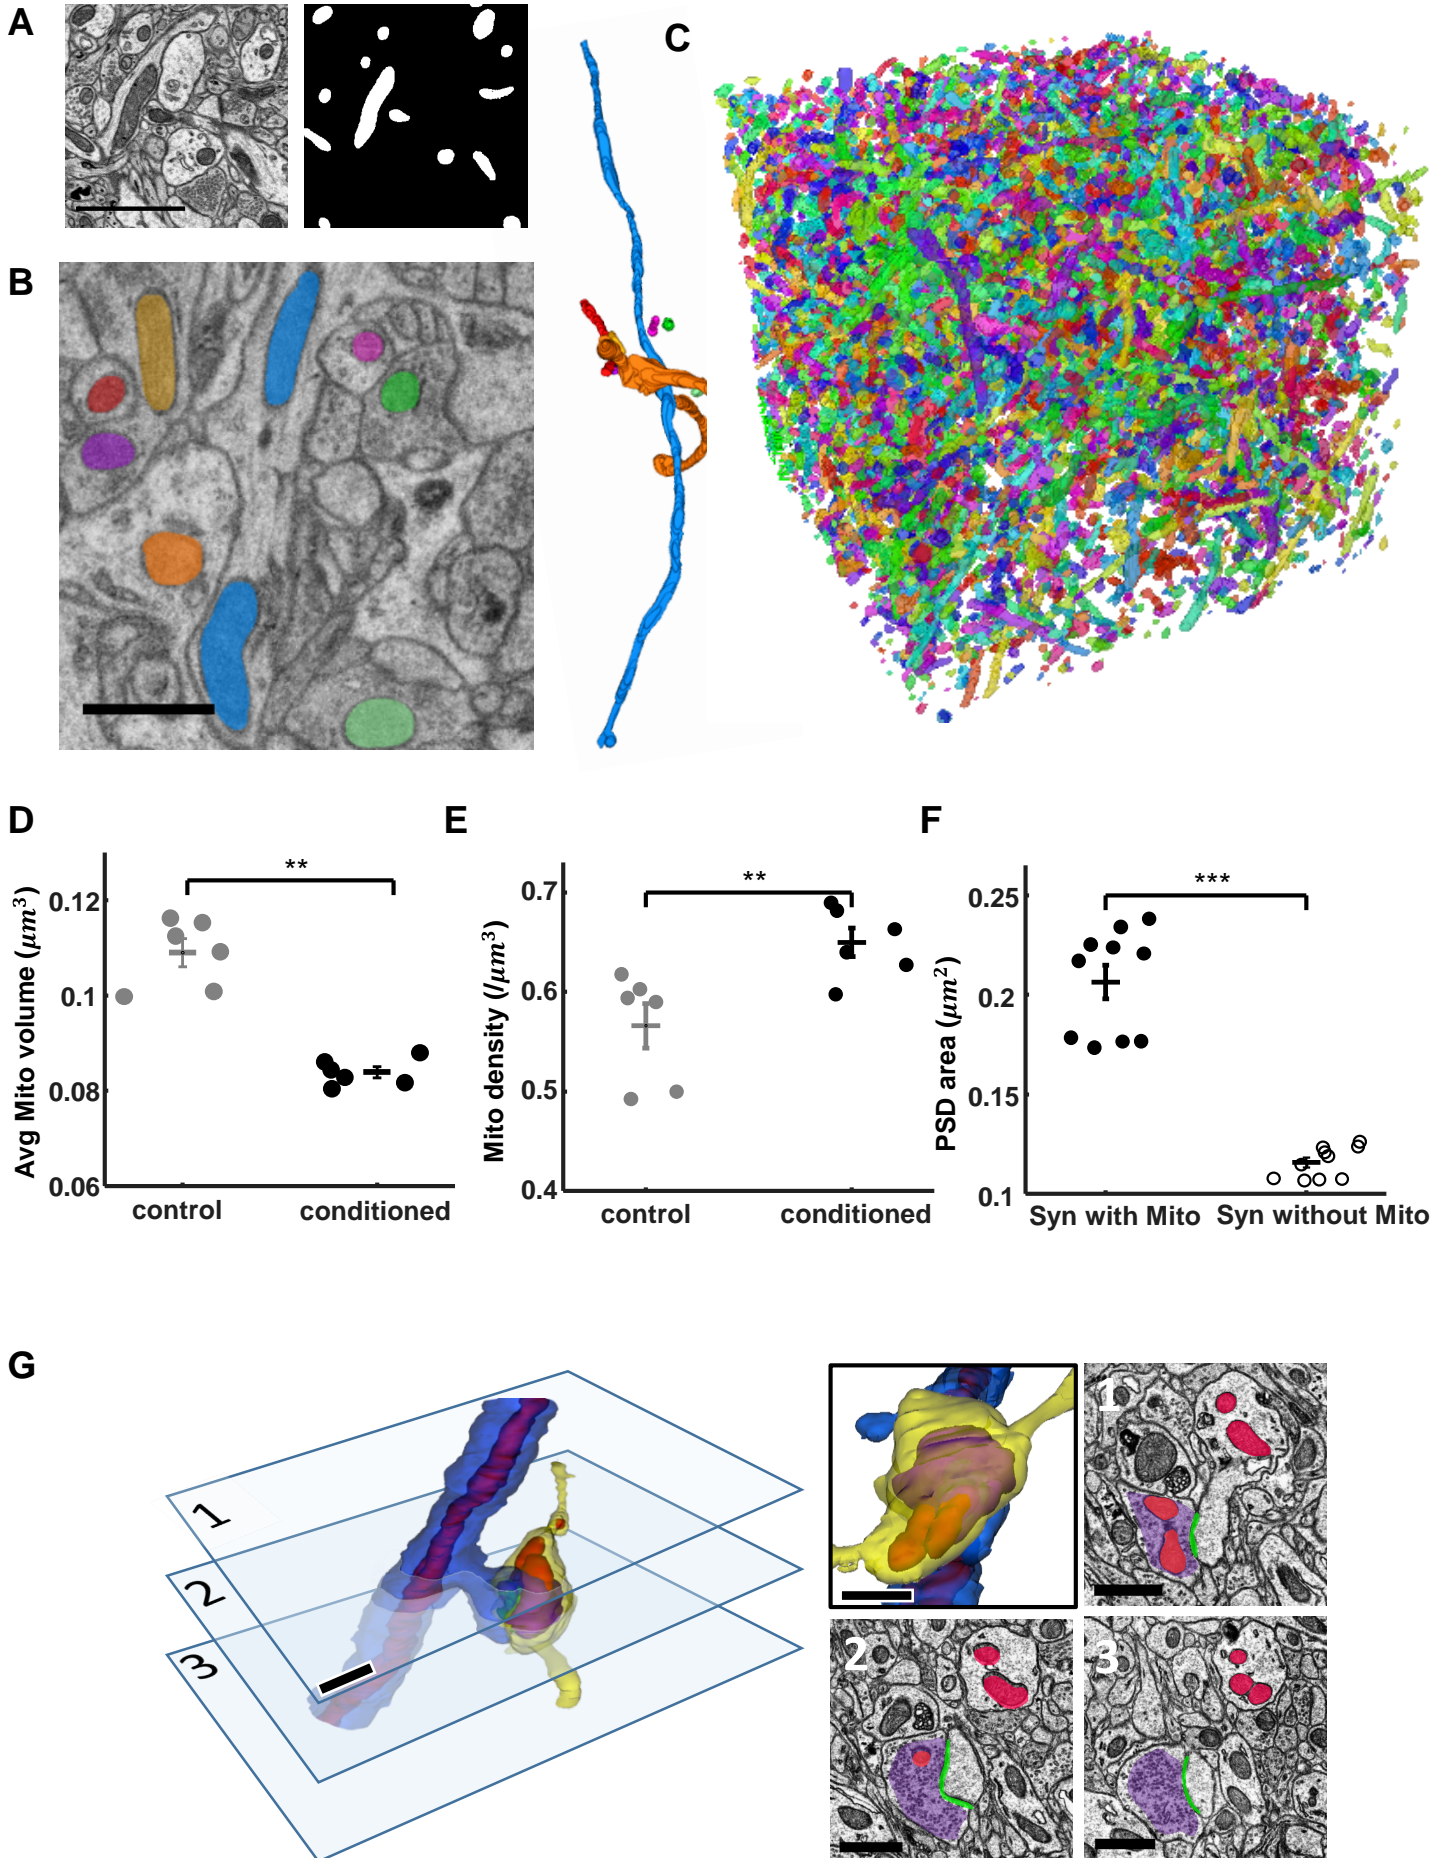 A
C
B
D
E
F
**
0.12
0.1
0.08
0.06
Avg Mito volume (μm³)
control
conditioned
**
0.7
0.6
0.5
0.4
Mito density (/μm³)
control
conditioned
***
0.25
0.2
0.15
0.1
PSD area (μm²)
Syn with Mito
Syn without Mito
G
1
2
3
1
2
3